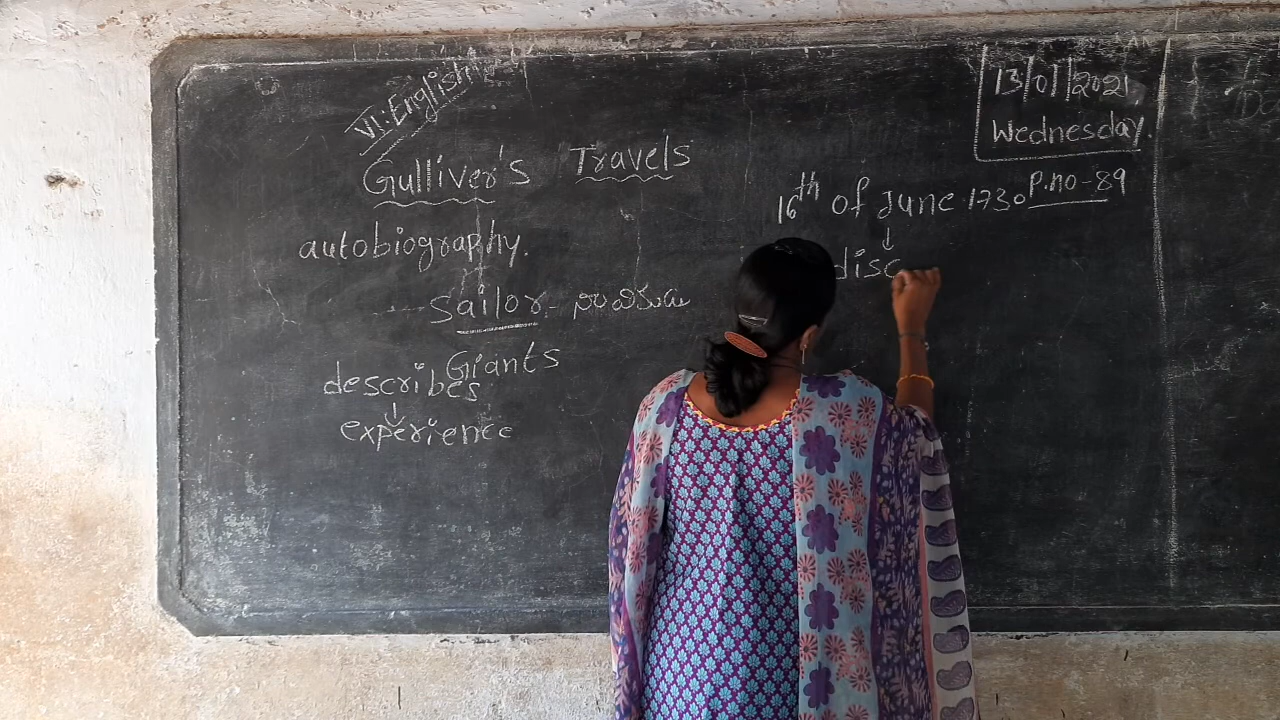 VI: English
Gulliver's Travels
autobiography.
Sailor -
Giants
describes
experience
13/01/2021
Wednesday.
P.no-89
16th of June 1730
disc